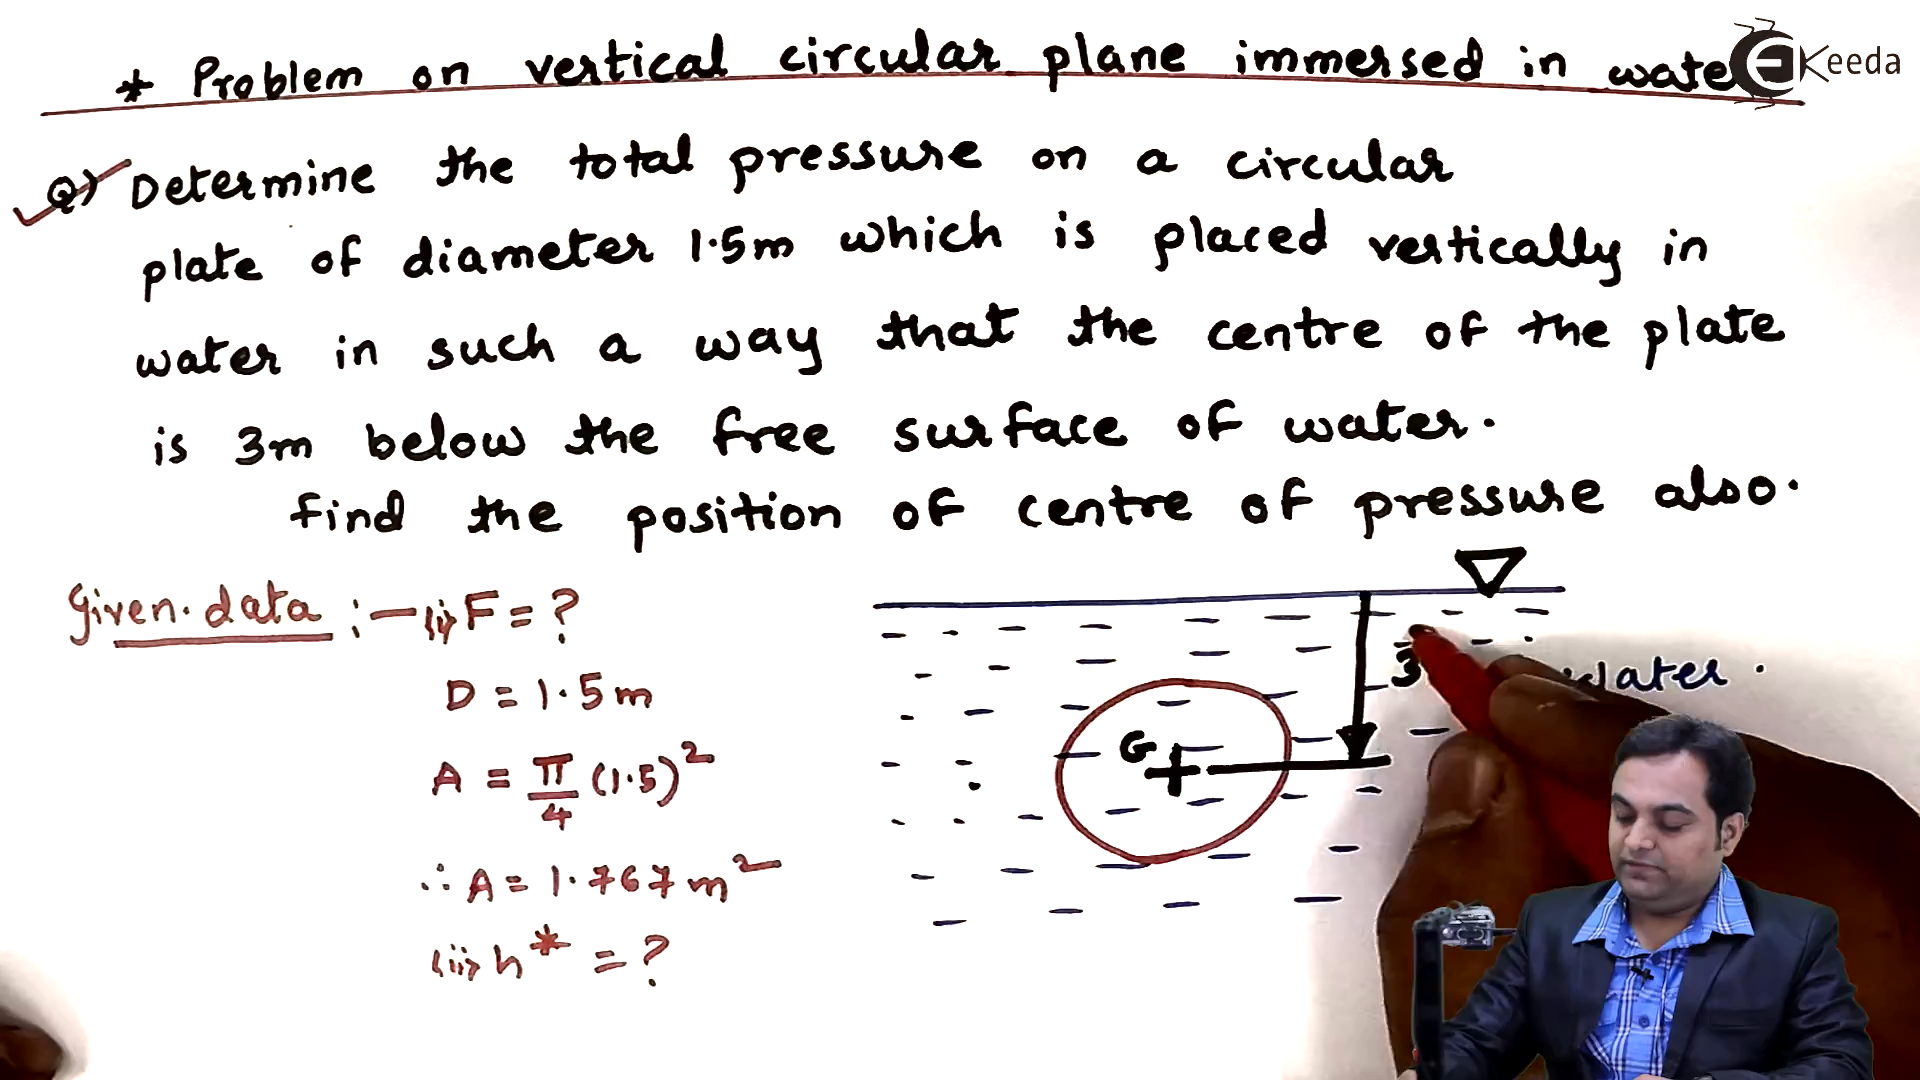 * Problem on vertical circular plane immersed in wate
Keeda
Q) Determine the total pressure on a circular
plate of diameter 1.5m which is placed vertically in
water in such a way that the centre of the plate
is 3m below the free surface of water.
find the position of centre of pressure also.
Given data :- (i) F = ?
D = 1.5 m
A = π/4 (1.5)²
∴ A = 1.767 m²
(ii) h* = ?
3
water.
G